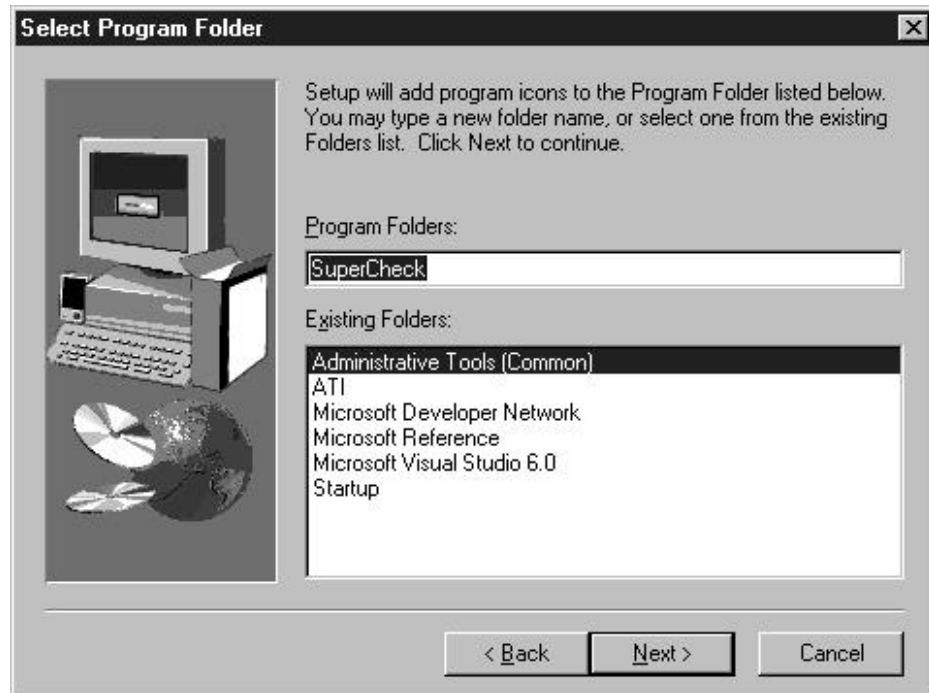 Select Program Folder
Setup will add program icons to the Program Folder listed below.
You may type a new folder name, or select one from the existing
Folders list. Click Next to continue.
Program Folders:
SuperCheck
Existing Folders:
Administrative Tools (Common)
ATI
Microsoft Developer Network
Microsoft Reference
Microsoft Visual Studio 6.0
Startup
< Back
Next >
Cancel